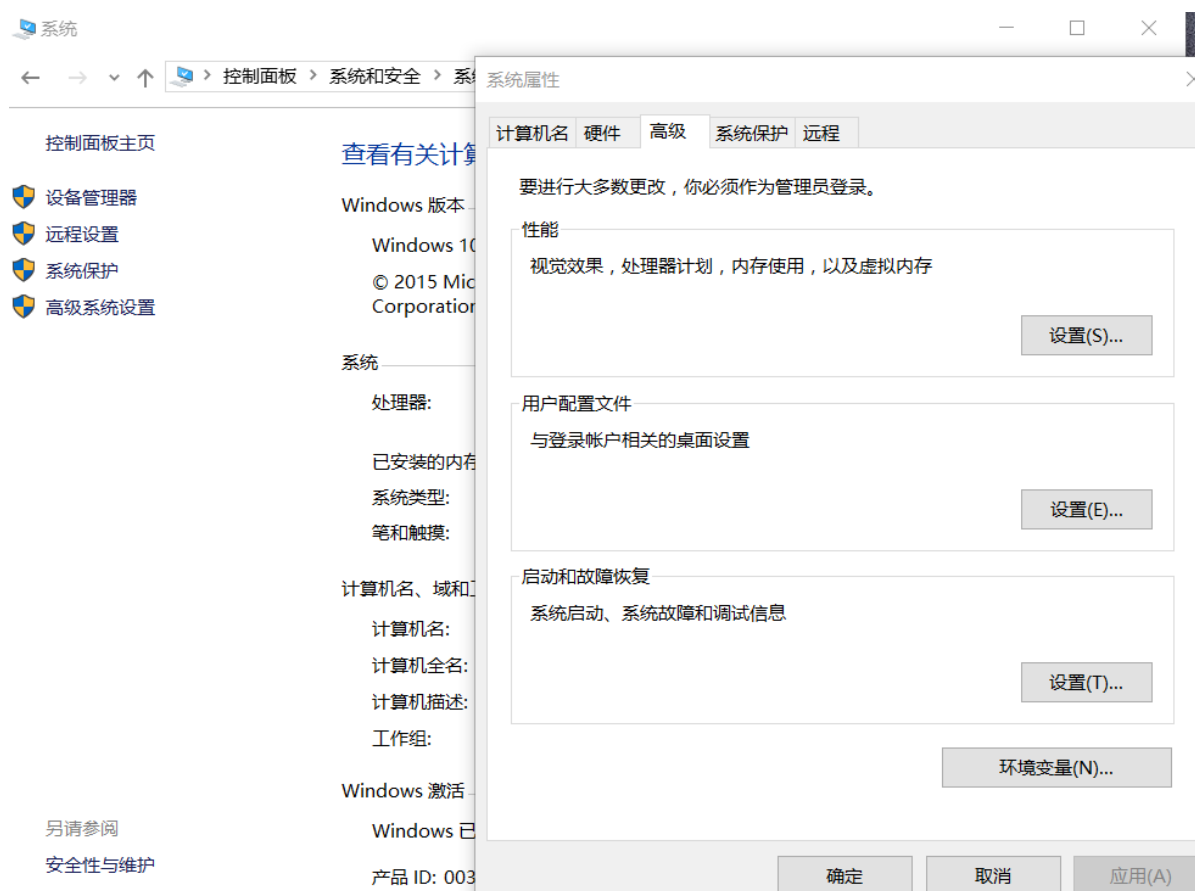 系统
控制面板 系统和安全
控制面板主页
设备管理器
远程设置
系统保护
高级系统设置
另请参阅
安全性与维护
查看有关计算
Windows 版本
Windows 10
© 2015 Mic
Corporation
系统
处理器:
已安装的内存
系统类型:
笔和触摸:
计算机名、域和工
计算机名:
计算机全名:
计算机描述:
工作组:
Windows 激活
Windows 已
产品 ID: 003
系统属性
计算机名 硬件 高级 系统保护 远程
要进行大多数更改，你必须作为管理员登录。
性能
视觉效果，处理器计划，内存使用，以及虚拟内存
设置(S)...
用户配置文件
与登录帐户相关的桌面设置
设置(E)...
启动和故障恢复
系统启动、系统故障和调试信息
设置(T)...
环境变量(N)...
确定 取消 应用(A)